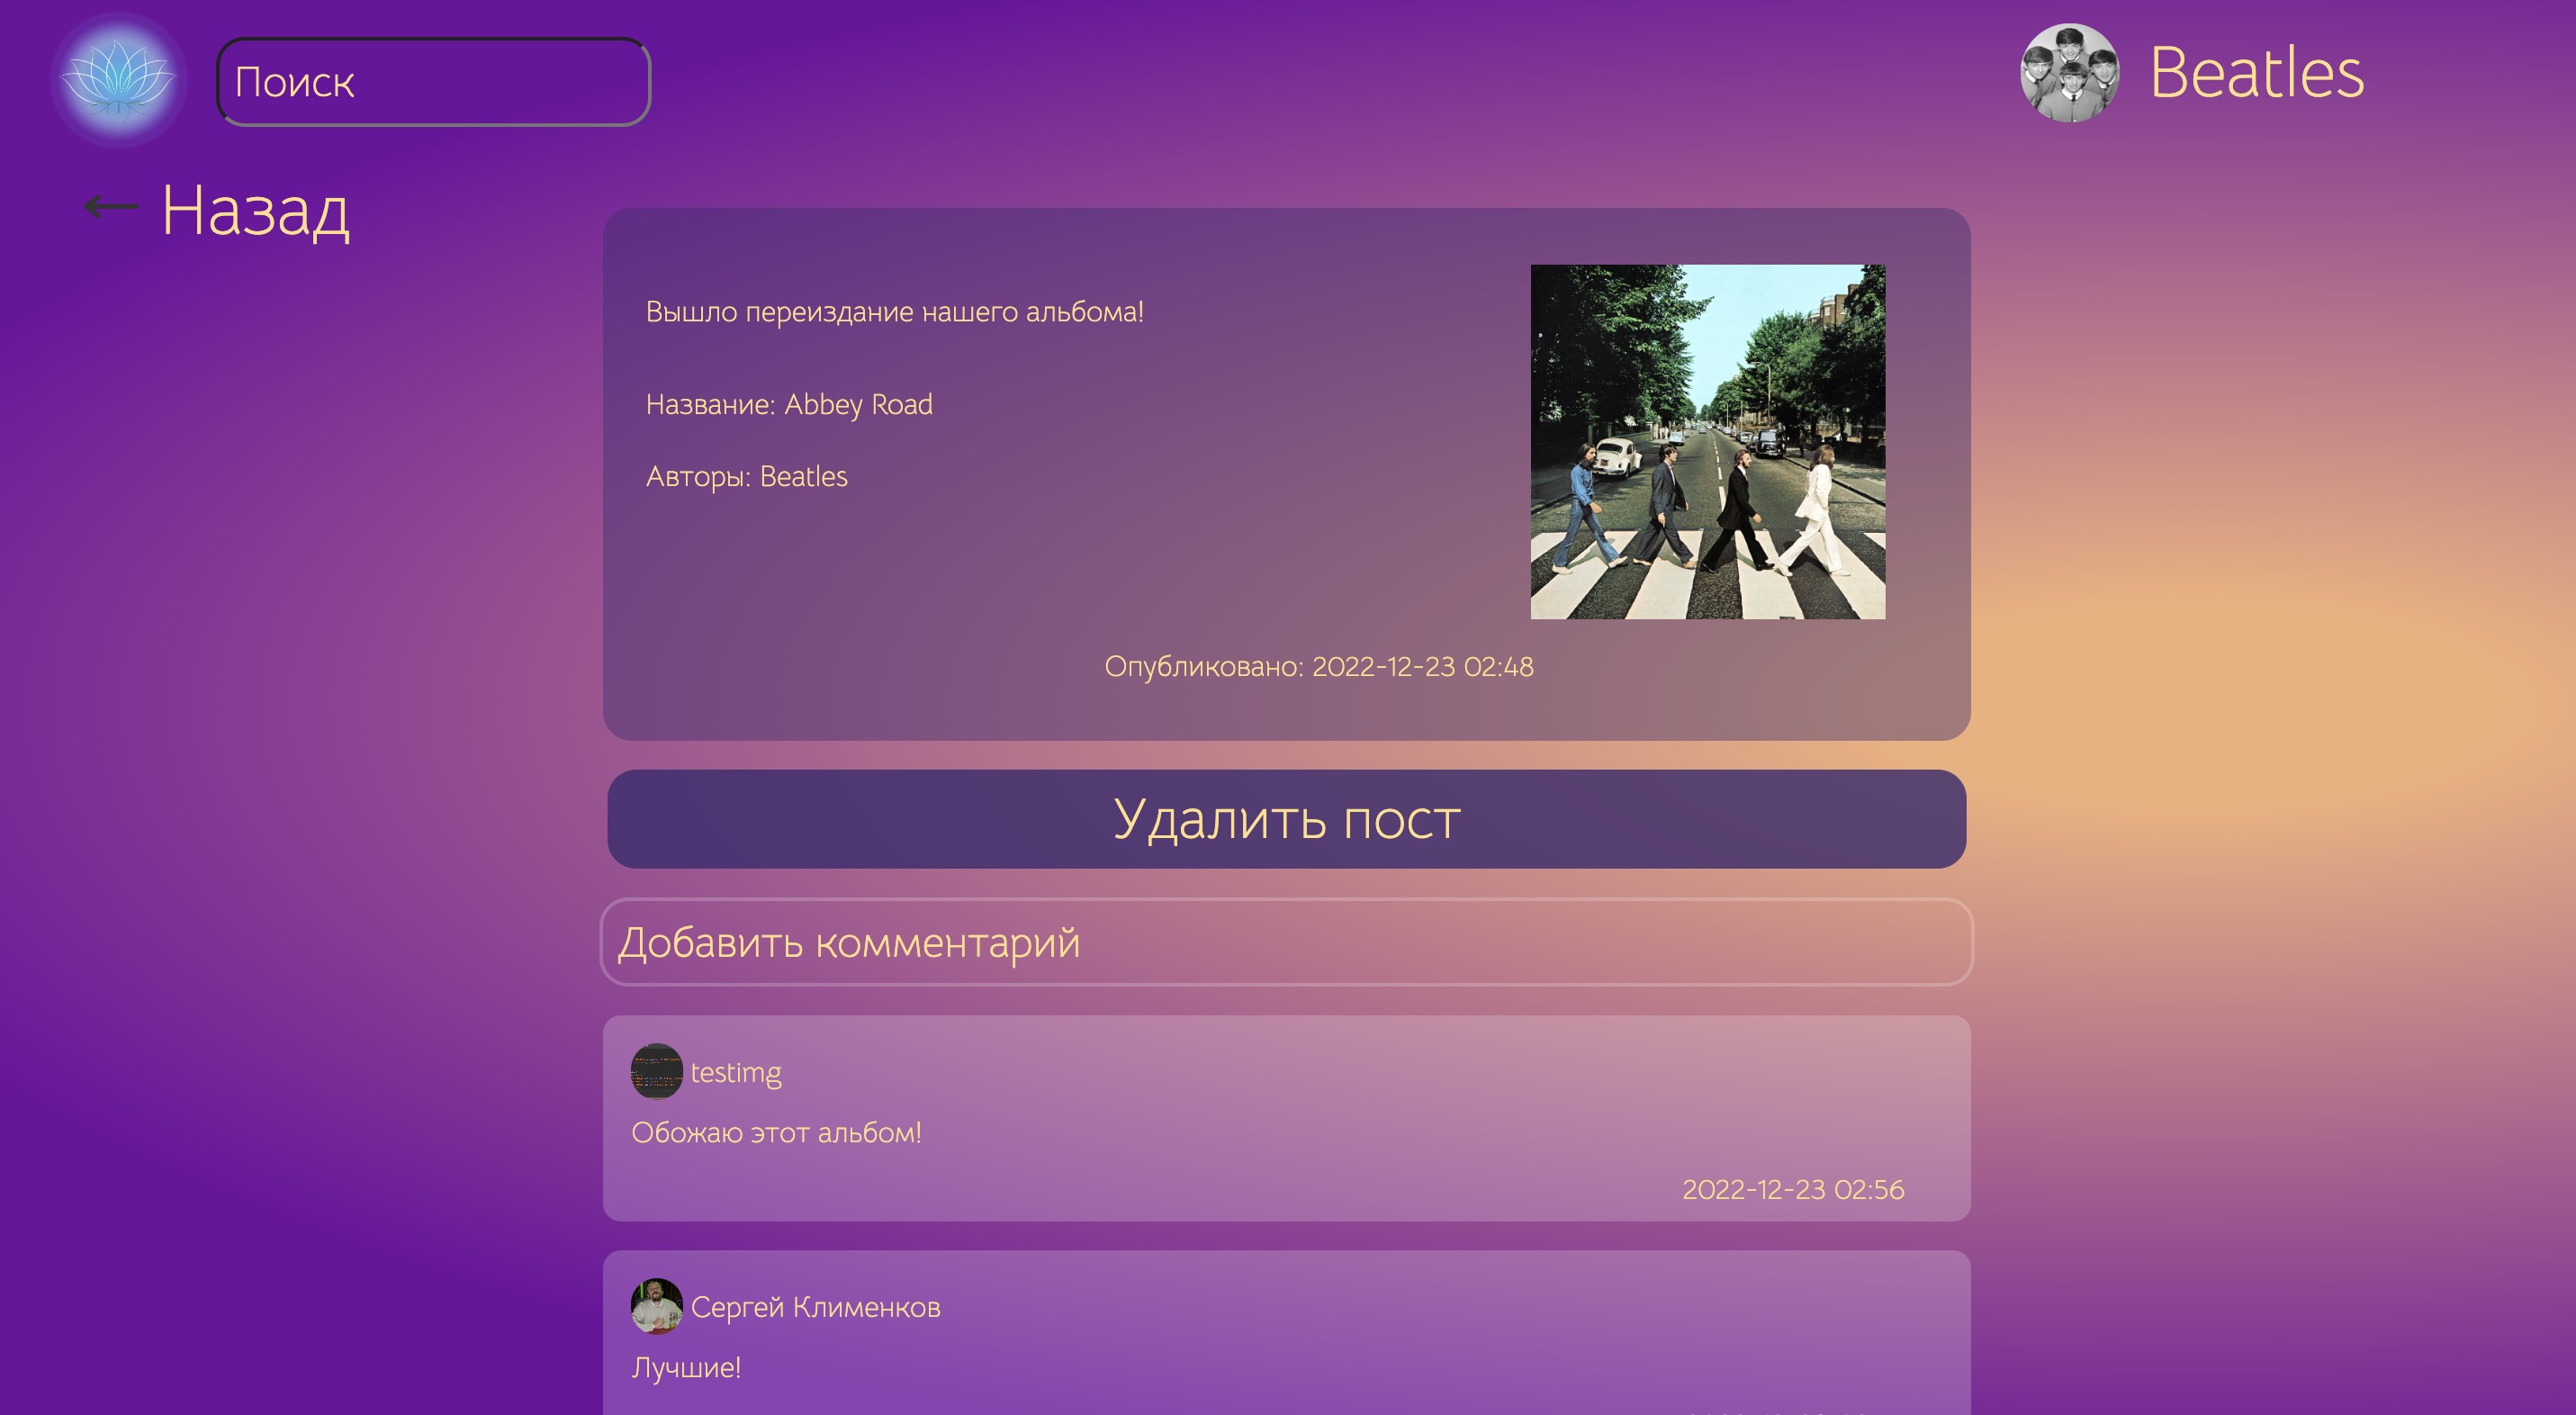 Поиск
Beatles
← Назад
Вышло переиздание нашего альбома!
Название: Abbey Road
Авторы: Beatles
Опубликовано: 2022-12-23 02:48
Удалить пост
Добавить комментарий
testimg
Обожаю этот альбом!
2022-12-23 02:56
Сергей Клименков
Лучшие!